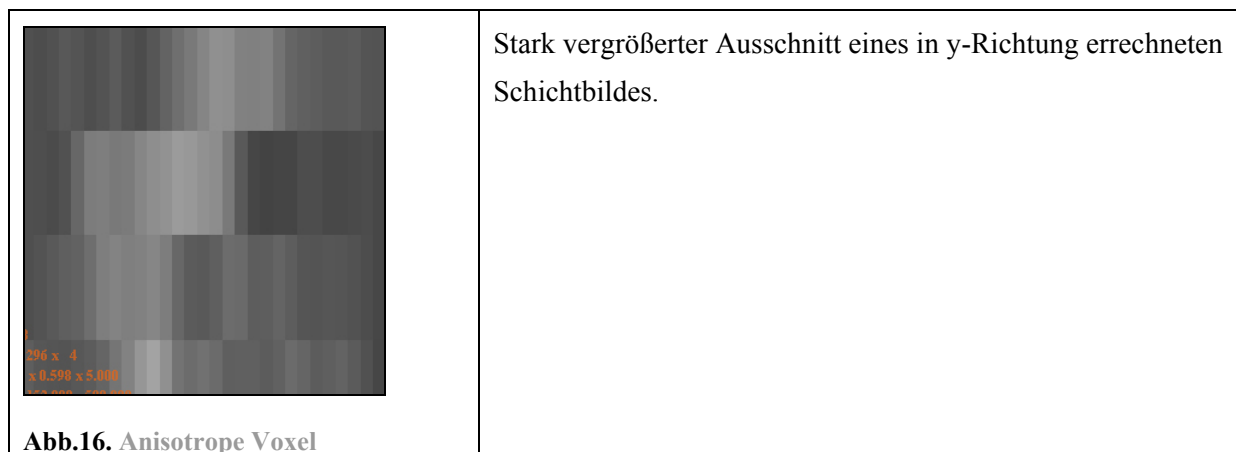 Stark vergrößerter Ausschnitt eines in y-Richtung errechneten
Schichtbildes.
296 x 4
x 0.598 x 5.000
Abb.16. Anisotrope Voxel